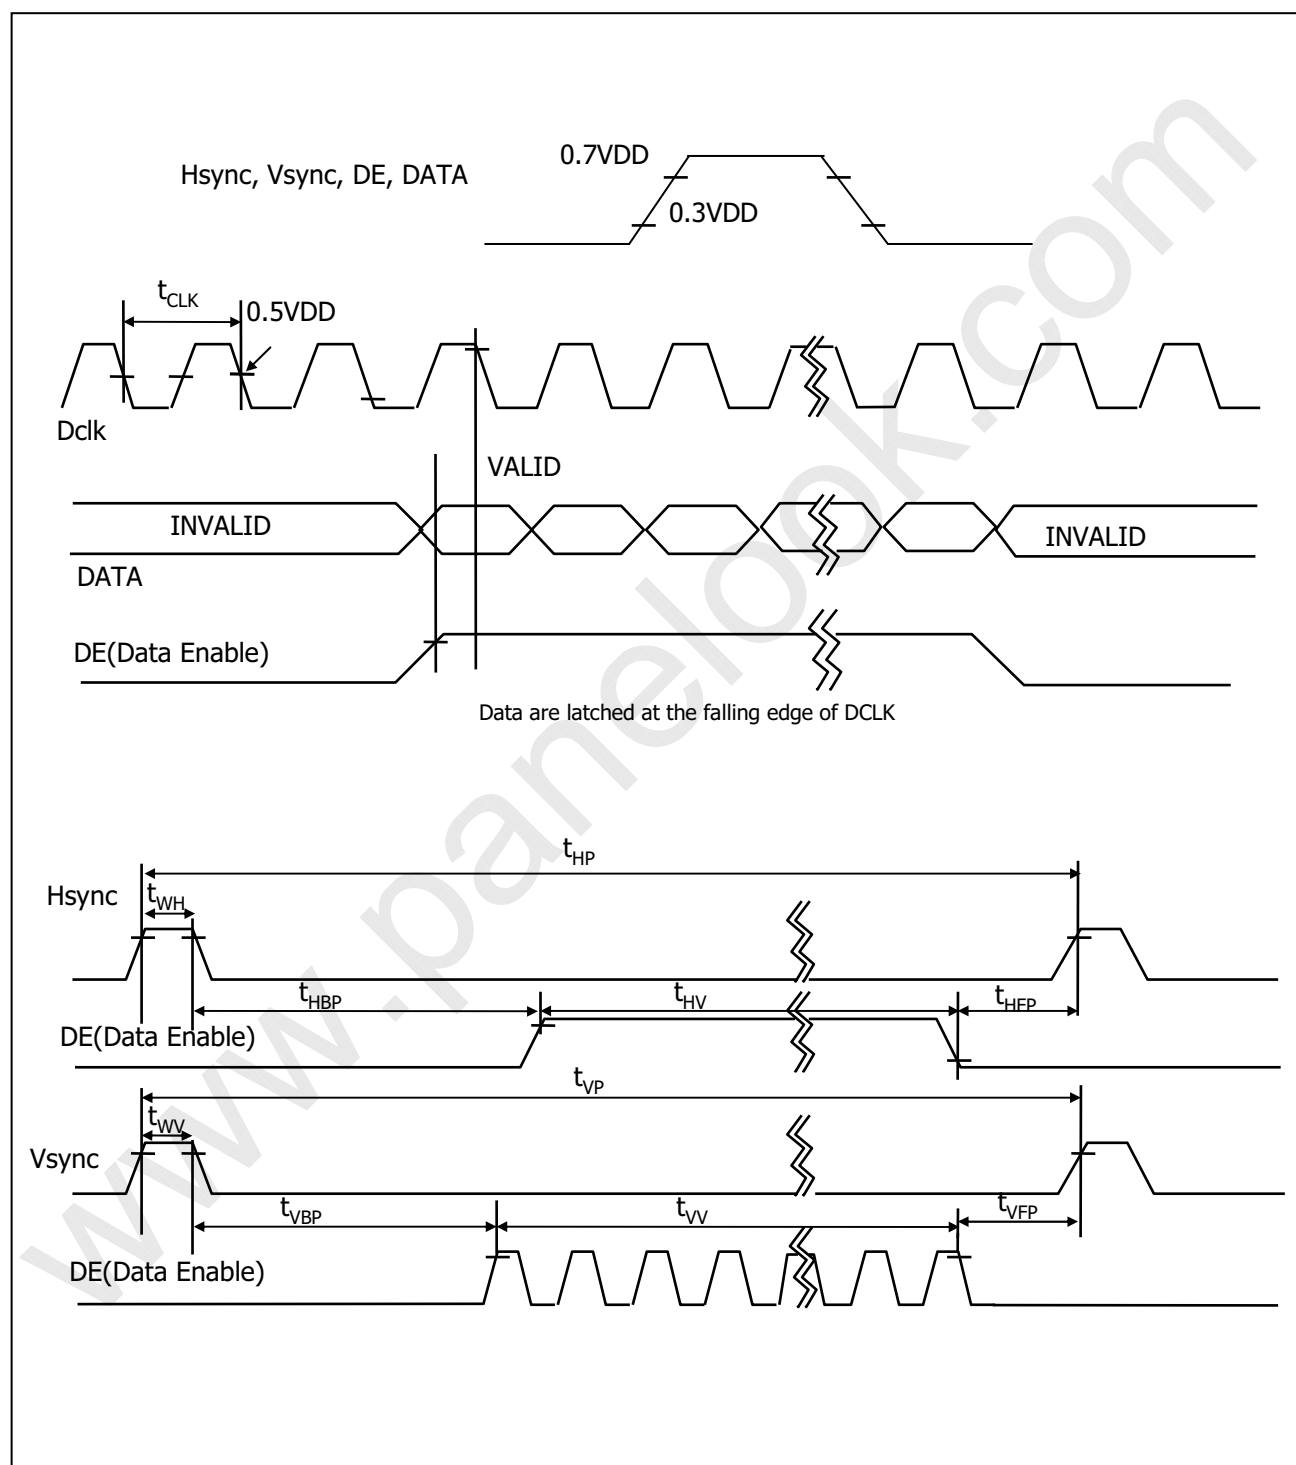 Hsync, Vsync, DE, DATA
0.7VDD
0.3VDD
tCLK
0.5VDD
Dclk
VALID
INVALID
INVALID
DATA
DE(Data Enable)
Data are latched at the falling edge of DCLK
tHP
Hsync
tWH
tHBP
tHV
tHFP
DE(Data Enable)
tVP
tWV
Vsync
tVBP
tVV
tVFP
DE(Data Enable)
www.panelook.com